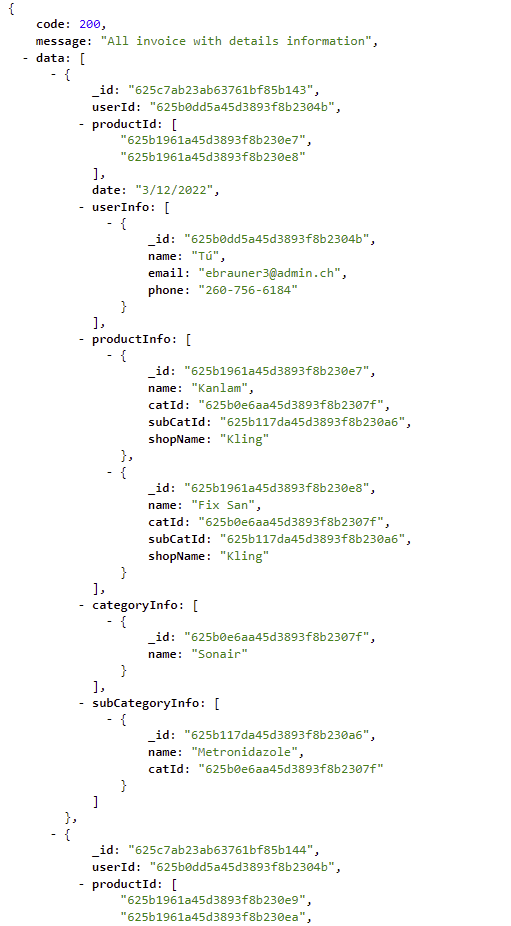 {
code: 200,
message: "All invoice with details information",
- data: [
- {
_id: "625c7ab23ab63761bf85b143",
userId: "625b0dd5a45d3893f8b2304b",
- productId: [
"625b1961a45d3893f8b230e7",
"625b1961a45d3893f8b230e8"
],
date: "3/12/2022",
- userInfo: [
- {
_id: "625b0dd5a45d3893f8b2304b",
name: "Tú",
email: "ebrauner3@admin.ch",
phone: "260-756-6184"
}
],
- productInfo: [
- {
_id: "625b1961a45d3893f8b230e7",
name: "Kanlam",
catId: "625b0e6aa45d3893f8b2307f",
subCatId: "625b117da45d3893f8b230a6",
shopName: "Kling"
},
- {
_id: "625b1961a45d3893f8b230e8",
name: "Fix San",
catId: "625b0e6aa45d3893f8b2307f",
subCatId: "625b117da45d3893f8b230a6",
shopName: "Kling"
}
],
- categoryInfo: [
- {
_id: "625b0e6aa45d3893f8b2307f",
name: "Sonair"
}
],
- subCategoryInfo: [
- {
_id: "625b117da45d3893f8b230a6",
name: "Metronidazole",
catId: "625b0e6aa45d3893f8b2307f"
}
]
},
- {
_id: "625c7ab23ab63761bf85b144",
userId: "625b0dd5a45d3893f8b2304b",
- productId: [
"625b1961a45d3893f8b230e9",
"625b1961a45d3893f8b230ea",